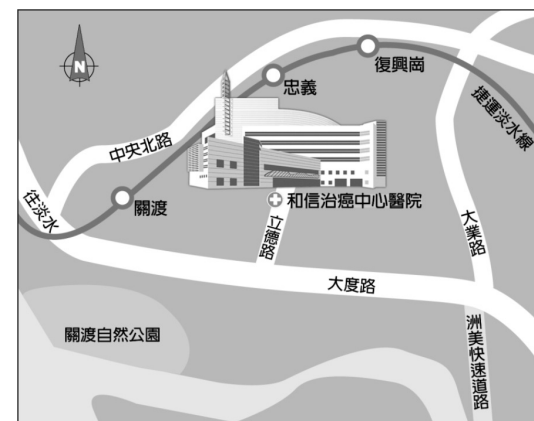 N
復興崗
忠義
捷運淡水線
中央北路
往淡水
關渡
和信治癌中心醫院
立德路
大業路
大度路
關渡自然公園
洲美快速道路